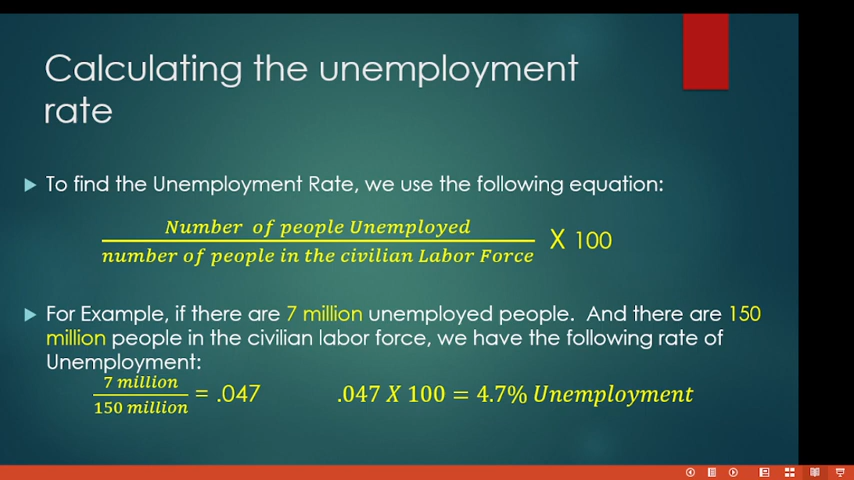 Calculating the unemployment
rate
To find the Unemployment Rate, we use the following equation:
Number of people Unemployed
number of people in the civilian Labor Force
X 100
For Example, if there are 7 million unemployed people. And there are 150
million people in the civilian labor force, we have the following rate of
Unemployment:
7 million
150 million
= .047
.047 X 100 = 4.7% Unemployment